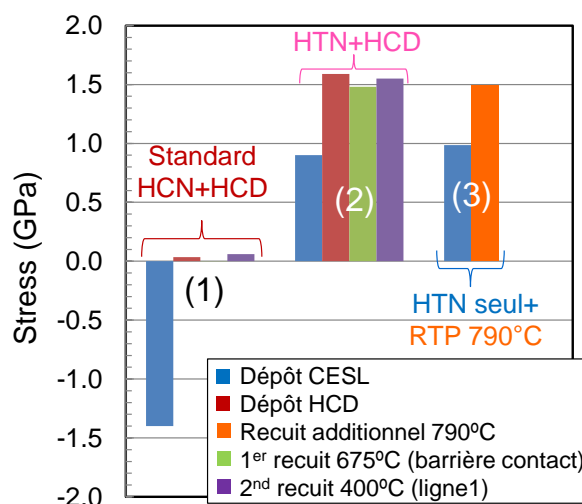 2.0
1.5
1.0
0.5
0.0
-0.5
-1.0
-1.5
-2.0
Stress (GPa)
HTN+HCD
Standard
HCN+HCD
(1)
(2)
(3)
HTN seul+
RTP 790°C
Dépôt CESL
Dépôt HCD
Recuit additionnel 790ºC
1er recuit 675ºC (barrière contact)
2nd recuit 400ºC (ligne1)